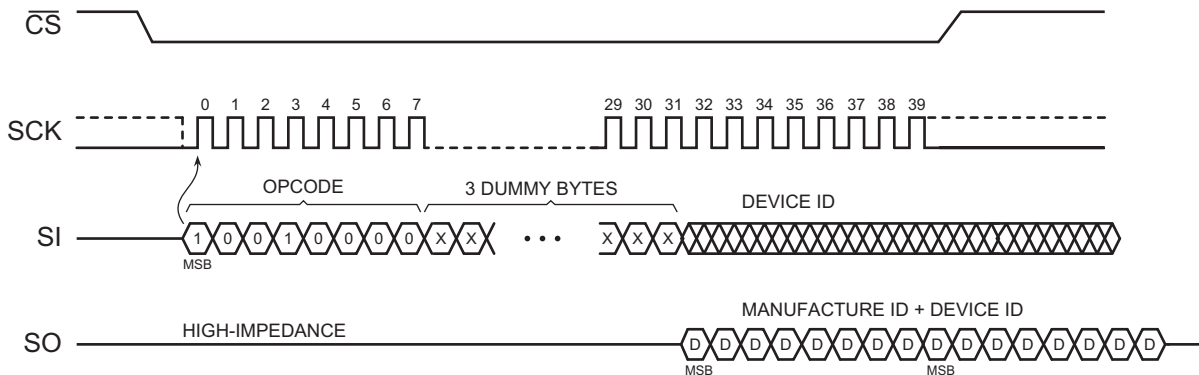 CS
0 1 2 3 4 5 6 7 29 30 31 32 33 34 35 36 37 38 39
SCK
OPCODE 3 DUMMY BYTES DEVICE ID
SI 1 0 0 1 0 0 0 0 X X • • • X X X
MSB
MANUFACTURE ID + DEVICE ID
HIGH-IMPEDANCE
SO D D D D D D D D D D D D D D D D
MSB MSB